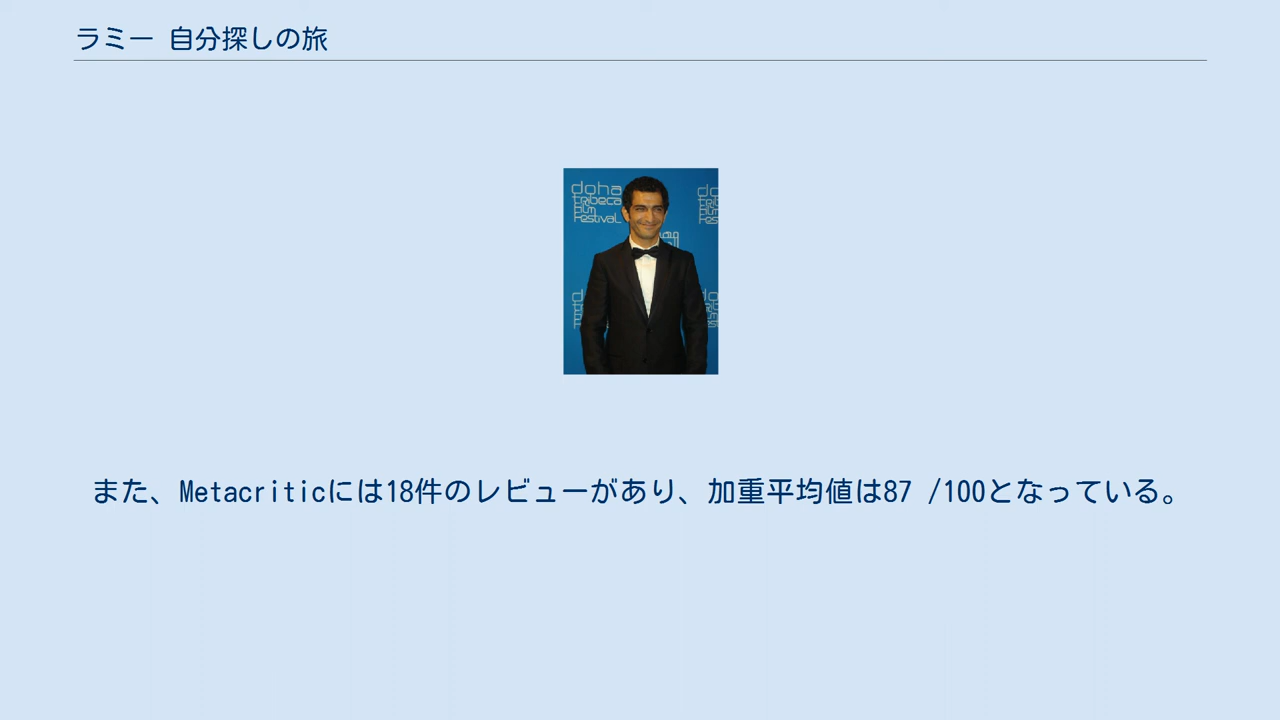 ラミー 自分探しの旅
doha
tribeca
film
Festival
また、Metacriticには18件のレビューがあり、加重平均値は87 /100となっている。